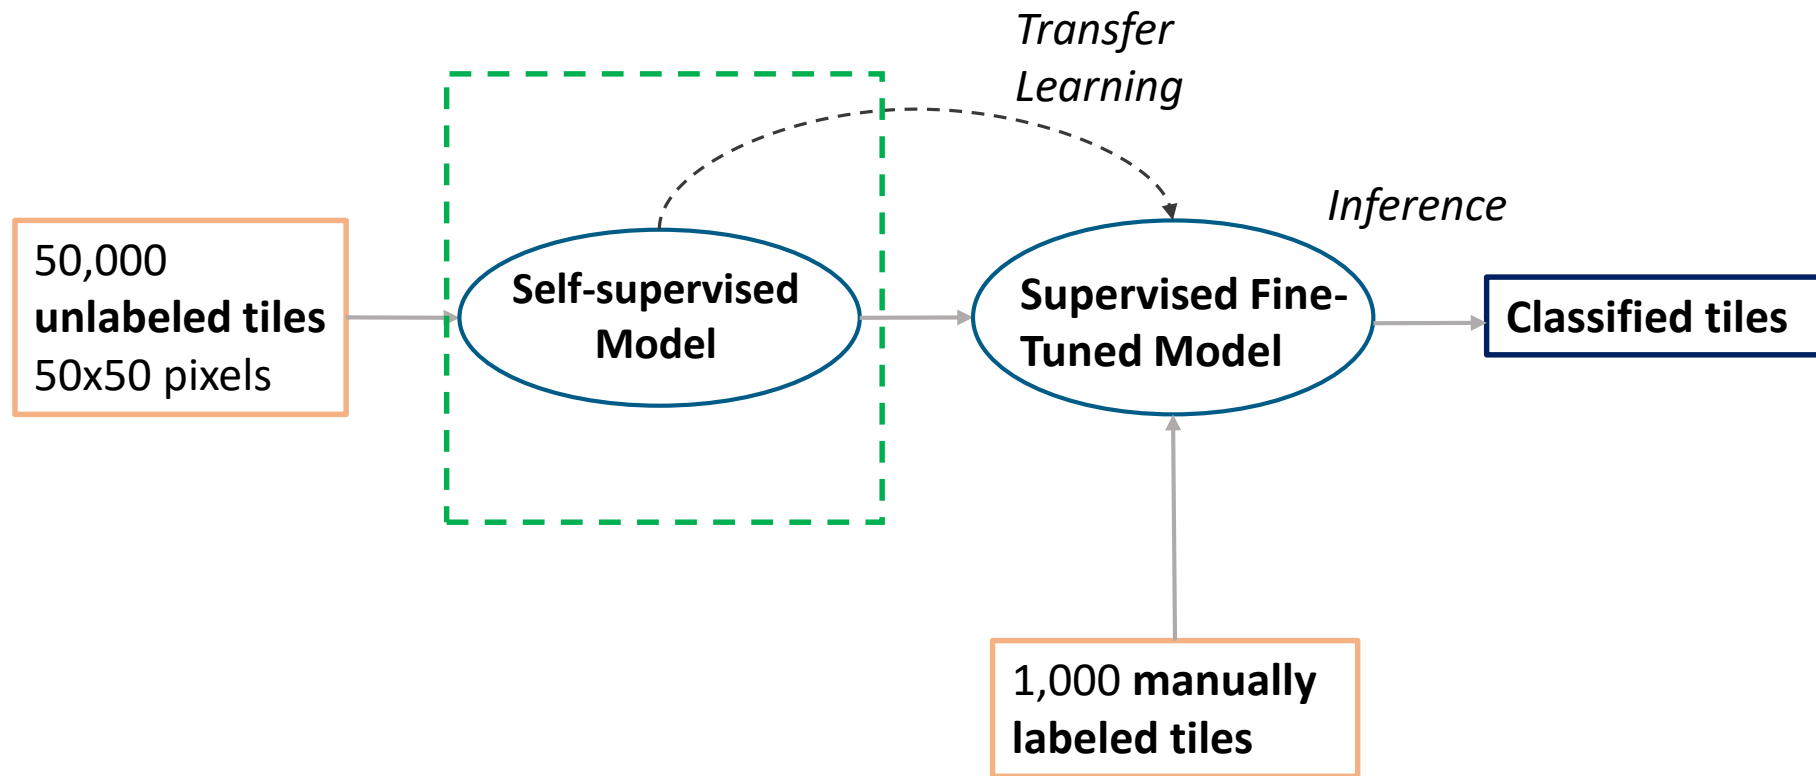 Transfer
Learning
Inference
50,000
unlabeled tiles
50x50 pixels
Self-supervised
Model
Supervised Fine-
Tuned Model
Classified tiles
1,000 manually
labeled tiles